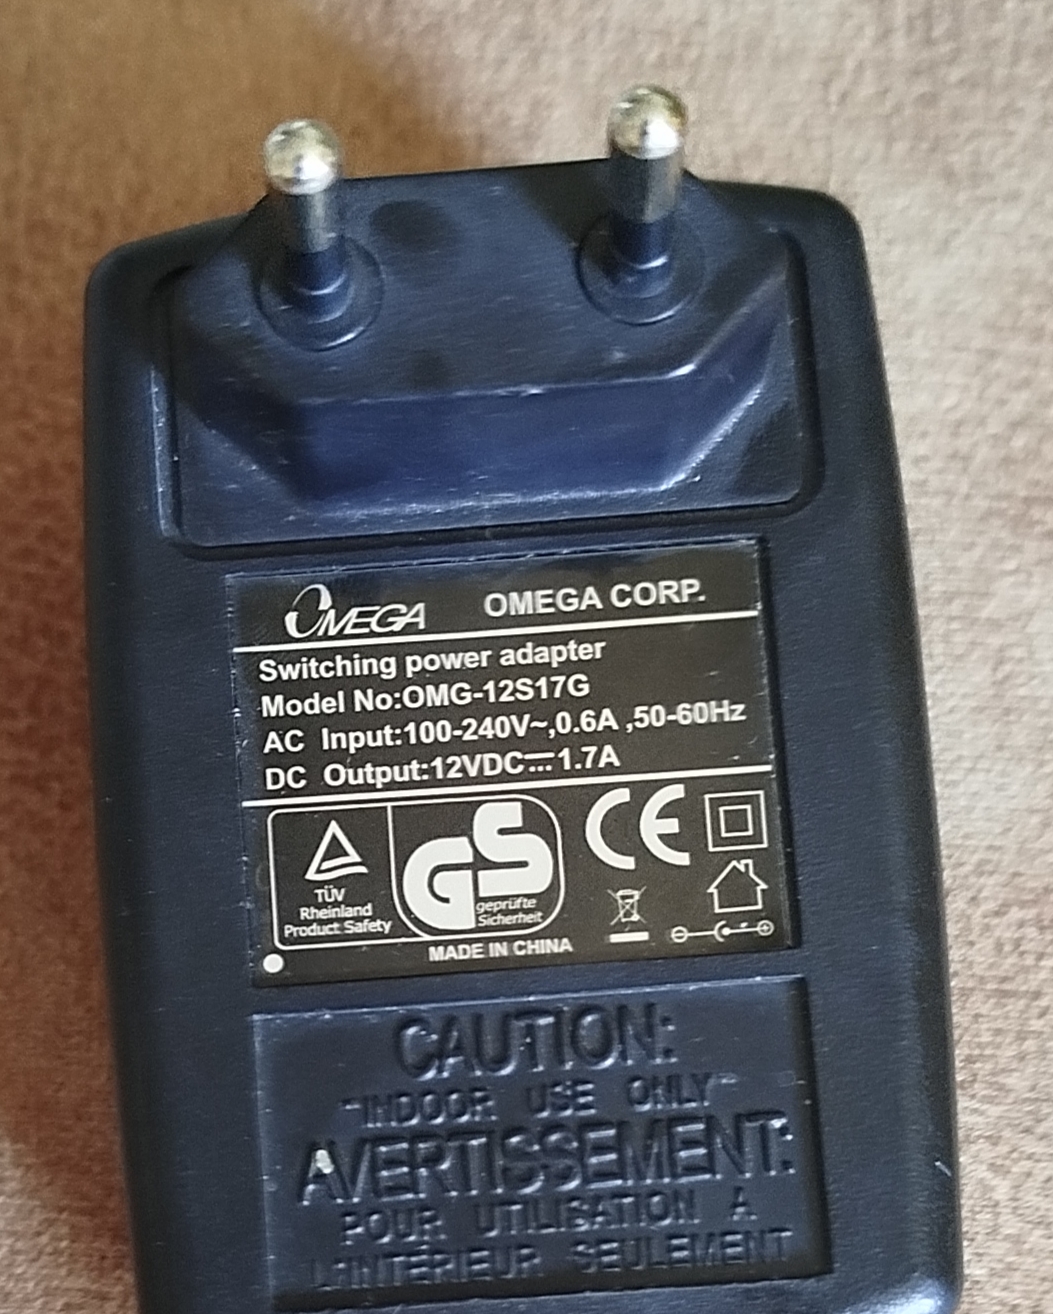 OMEGA OMEGA CORP.
Switching power adapter
Model No:OMG-12S17G
AC Input:100-240V~,0.6A ,50-60Hz
DC Output:12VDC⎓1.7A
TÜV
Rheinland
Product Safety
GS
geprüfte
Sicherheit
CE
MADE IN CHINA
CAUTION:
"INDOOR USE ONLY"
AVERTISSEMENT:
POUR UTILISATION A
L'INTÉRIEUR SEULEMENT